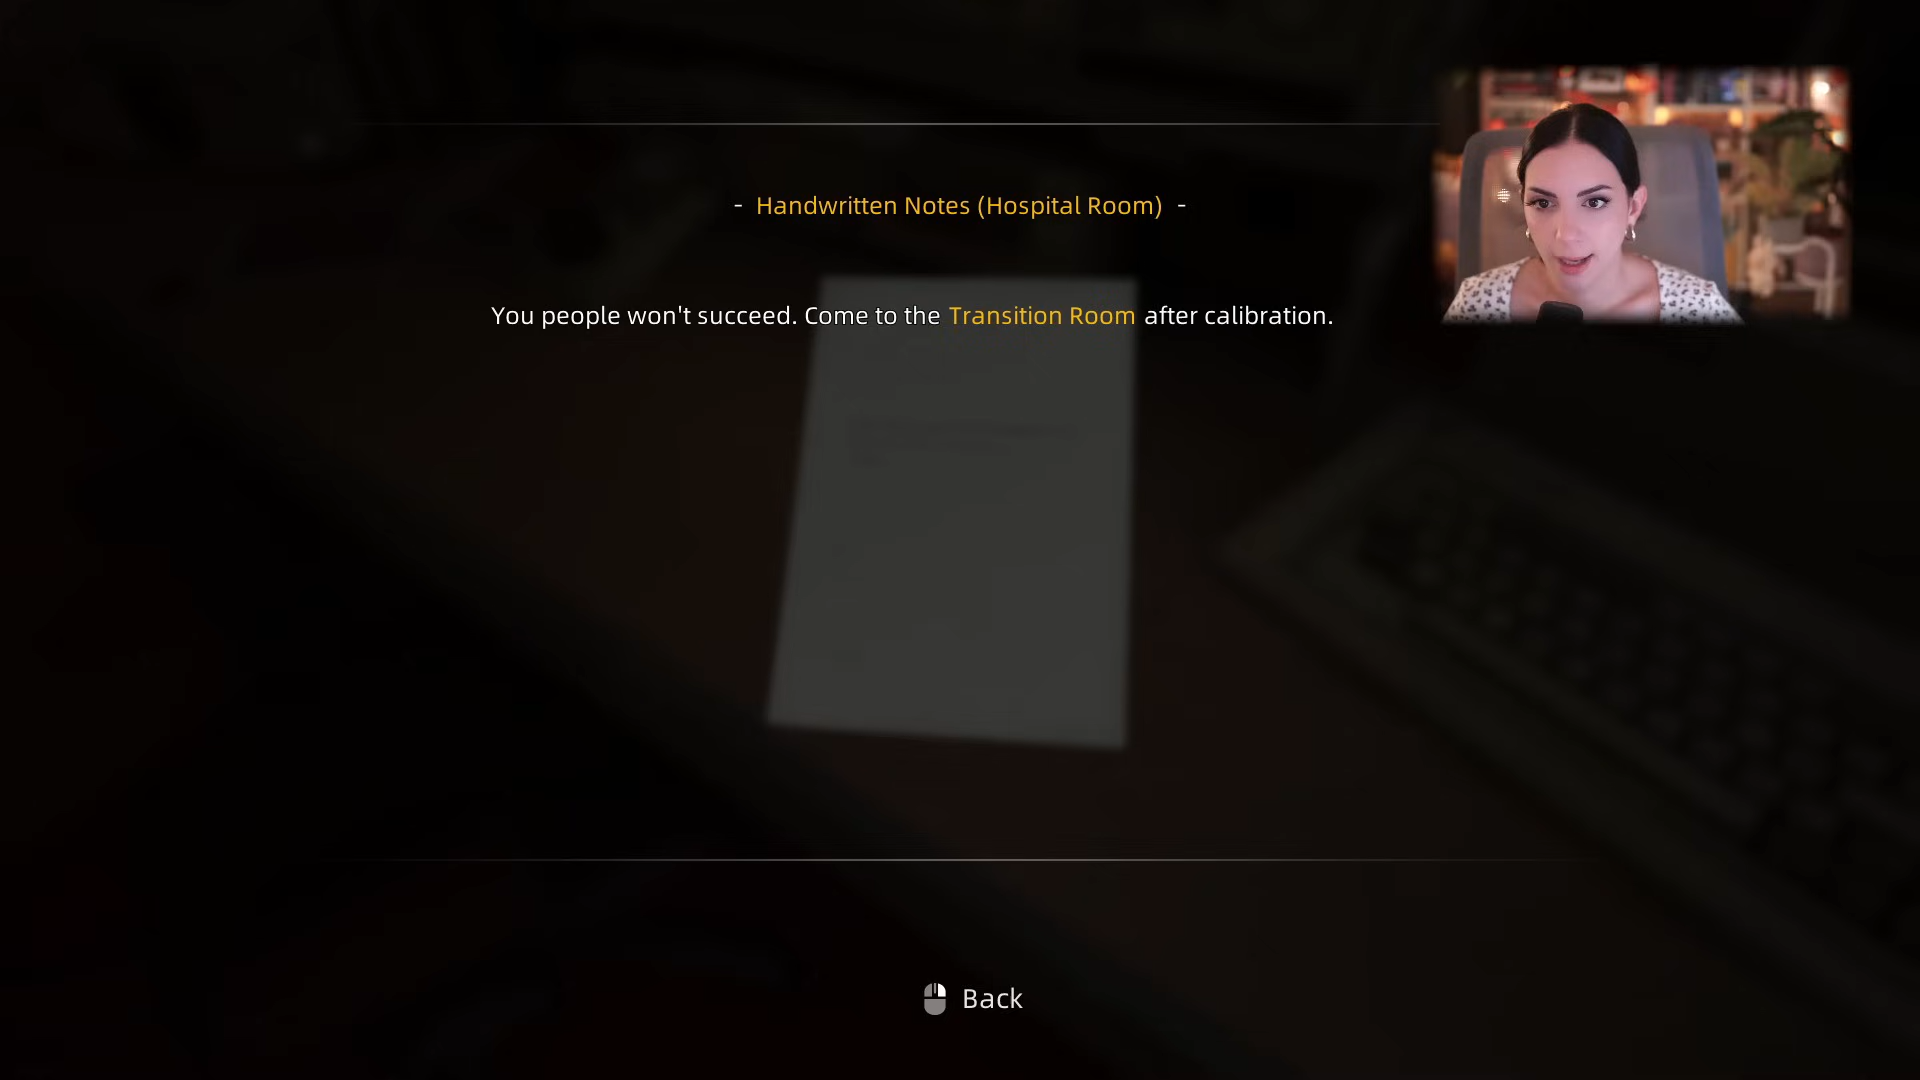 - Handwritten Notes (Hospital Room) -
You people won't succeed. Come to the Transition Room after calibration.
Back